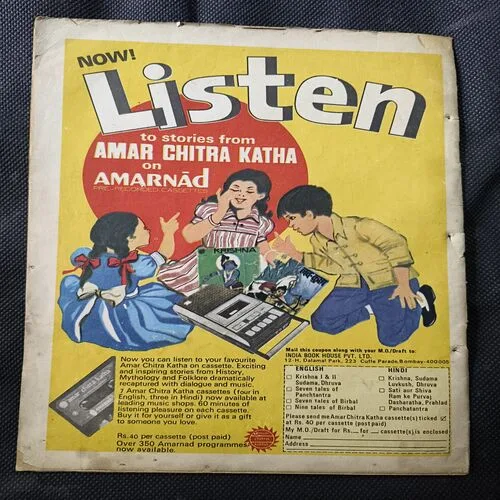 NOW!
Listen
to stories from
AMAR CHITRA KATHA
on
AMARNāD
PRE-RECORDED CASSETTES
KRISHNA
Now you can listen to your favourite
Amar Chitra Katha on cassette. Exciting
and inspiring stories from History,
Mythology and Folklore dramatically
recaptured with dialogue and music.
7 Amar Chitra Katha cassettes (four in
English, three in Hindi) now available at
leading music shops. 60 minutes of
listening pleasure on each cassette.
Buy it for yourself or give it as a gift
to someone you love.
Rs.40 per cassette (post paid)
Over 350 Amarnad programmes
now available.
Mail this coupon along with your M.O./Draft to:
INDIA BOOK HOUSE PVT. LTD.
12-H, Dalamal Park, 223 Cuffe Parade, Bombay-400005
ENGLISH
Krishna I & II
Sudama, Dhruva
Seven tales of
Panchtantra
Seven tales of Birbal
Nine tales of Birbal
HINDI
Krishna, Sudama
Luvkush, Dhruva
Sati aur Shiva
Ram ke Purvaj
Dasharatha, Prahlad
Panchatantra
Please send me Amar Chitra Katha cassette(s) ticked
at Rs. 40 per cassette (post paid)
My M.O./Draft for Rs. for cassette(s) is enclosed
Name
Address